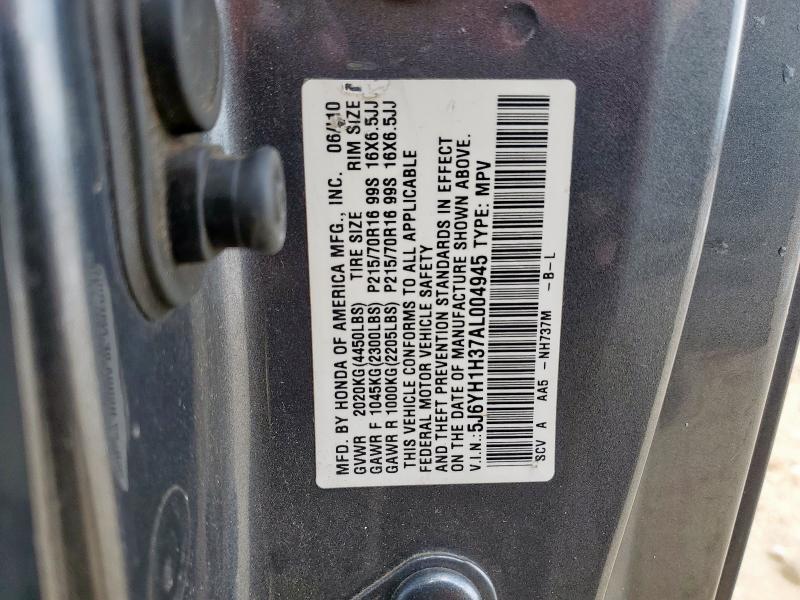 MFD. BY HONDA OF AMERICA MFG., INC. 06/10
GVWR 2020KG(4450LBS) TIRE SIZE RIM SIZE
GAWR F 1045KG(2300LBS) P215/70R16 99S 16X6.5JJ
GAWR R 1000KG(2205LBS) P215/70R16 99S 16X6.5JJ
THIS VEHICLE CONFORMS TO ALL APPLICABLE
FEDERAL MOTOR VEHICLE SAFETY
AND THEFT PREVENTION STANDARDS IN EFFECT
ON THE DATE OF MANUFACTURE SHOWN ABOVE.
V.I.N.:5J6YH1H37AL004945 TYPE: MPV
SCV A AA5 -NH737M -B-L